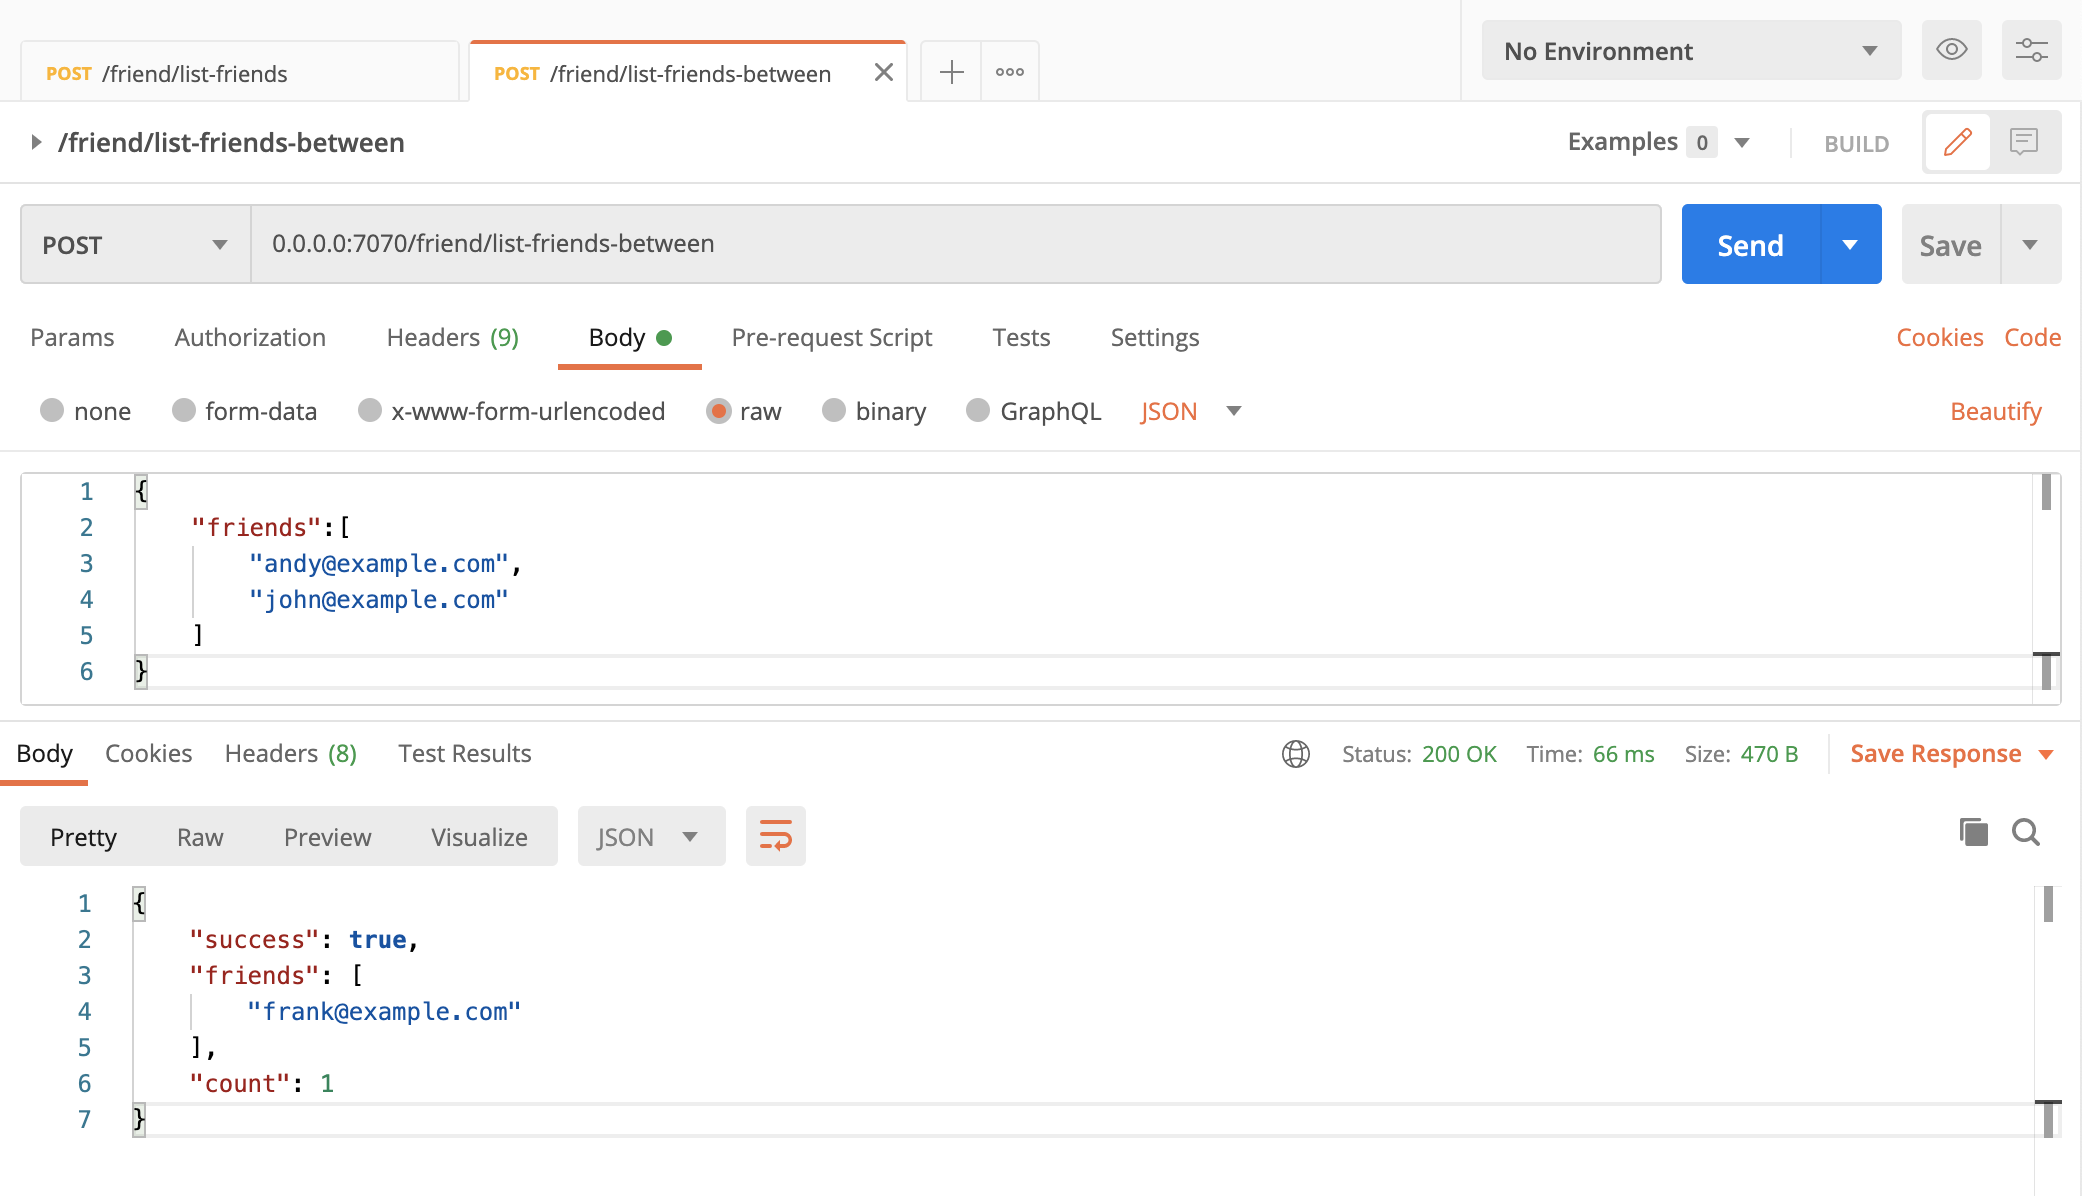 POST /friend/list-friends
POST /friend/list-friends-between
No Environment
/friend/list-friends-between
Examples 0
BUILD
POST
0.0.0.0:7070/friend/list-friends-between
Send
Save
Params Authorization Headers (9) Body Pre-request Script Tests Settings Cookies Code
none form-data x-www-form-urlencoded raw binary GraphQL JSON Beautify
1 {
2 "friends":[
3 "andy@example.com",
4 "john@example.com"
5 ]
6 }
Body Cookies Headers (8) Test Results Status: 200 OK Time: 66 ms Size: 470 B Save Response
Pretty Raw Preview Visualize JSON
1 {
2 "success": true,
3 "friends": [
4 "frank@example.com"
5 ],
6 "count": 1
7 }